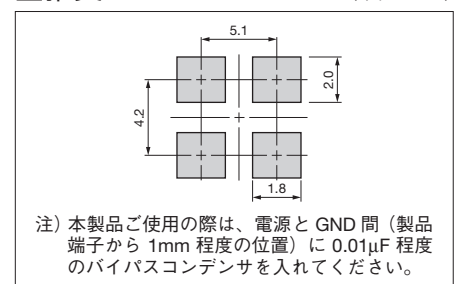 5.1
2.0
4.2
1.8
注）本製品ご使用の際は、電源と GND 間（製品
端子から 1mm 程度の位置）に 0.01μF 程度
のバイパスコンデンサを入れてください。